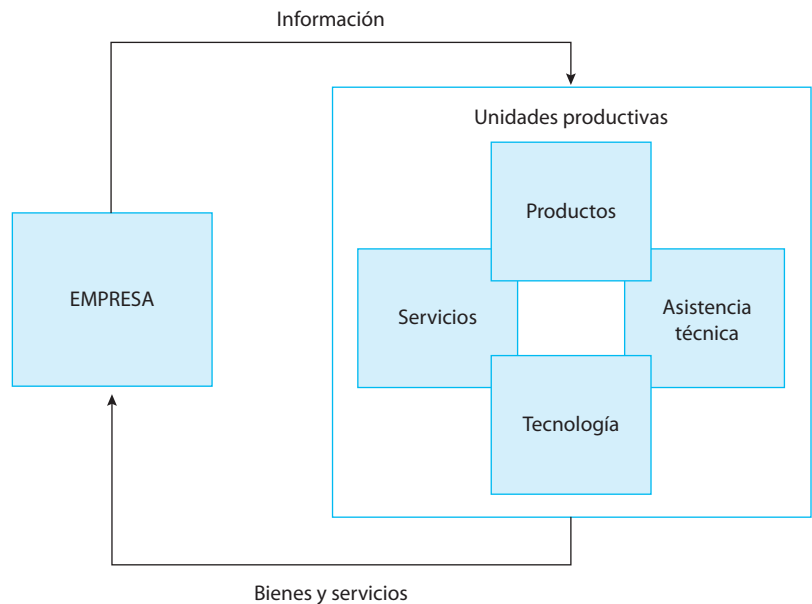 Información
Unidades productivas
Productos
EMPRESA
Servicios
Asistencia
técnica
Tecnología
Bienes y servicios